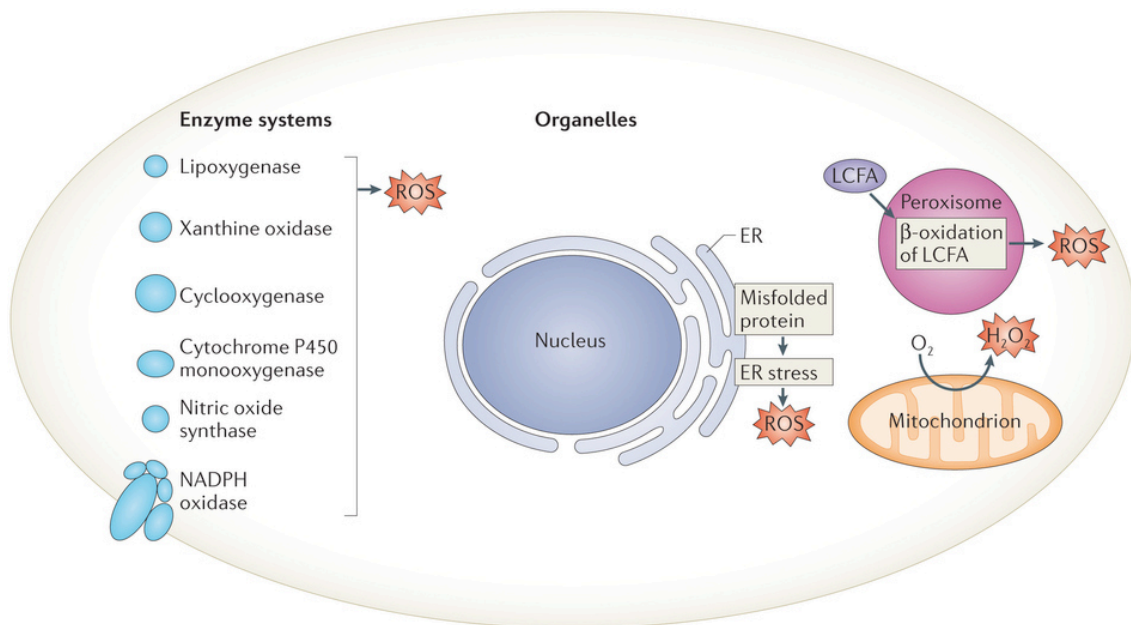 Enzyme systems
Lipoxygenase
Xanthine oxidase
Cyclooxygenase
Cytochrome P450
monooxygenase
Nitric oxide
synthase
NADPH
oxidase
ROS
Organelles
ER
Nucleus
Misfolded
protein
ER stress
ROS
LCFA
Peroxisome
β-oxidation
of LCFA
ROS
O₂
H₂O₂
Mitochondrion